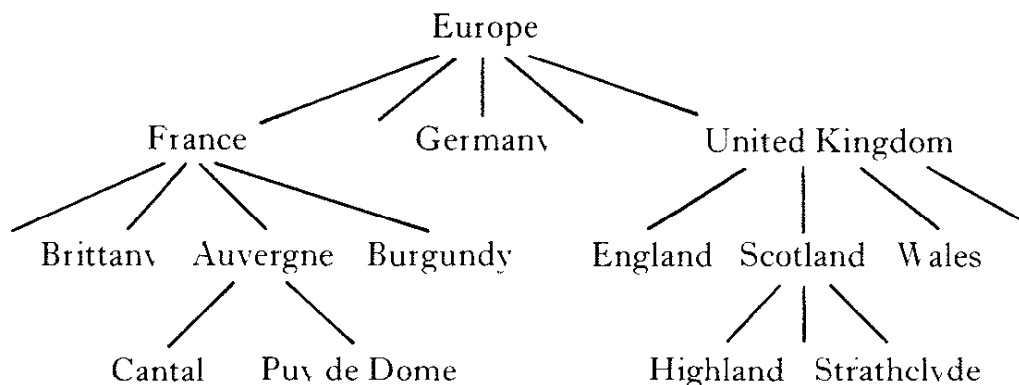 Europe
France Germany United Kingdom
Brittany Auvergne Burgundy England Scotland Wales
Cantal Puy de Dome Highland Strathclyde